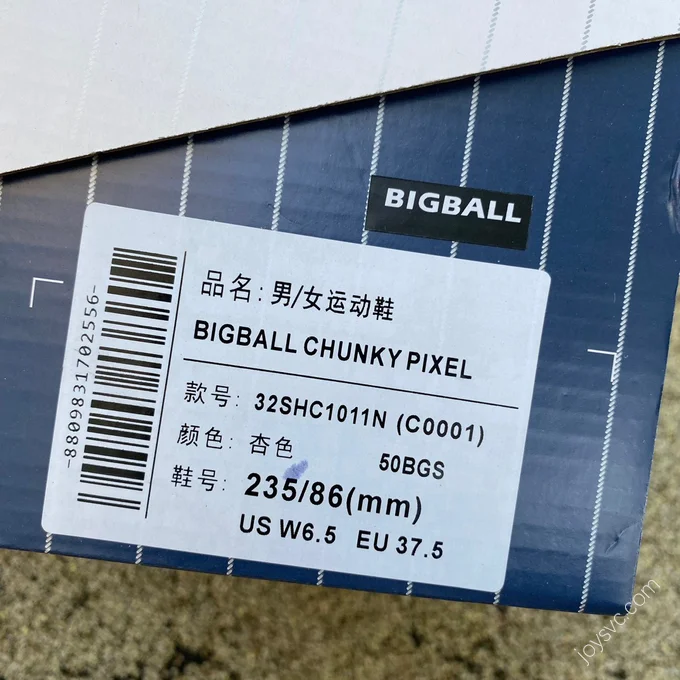 BIGBALL
品名: 男/女运动鞋
BIGBALL CHUNKY PIXEL
款号: 32SHC1011N (C0001)
颜色: 杏色 50BGS
鞋号: 235/86(mm)
US W6.5 EU 37.5
-8809831702556-
joysvc.com